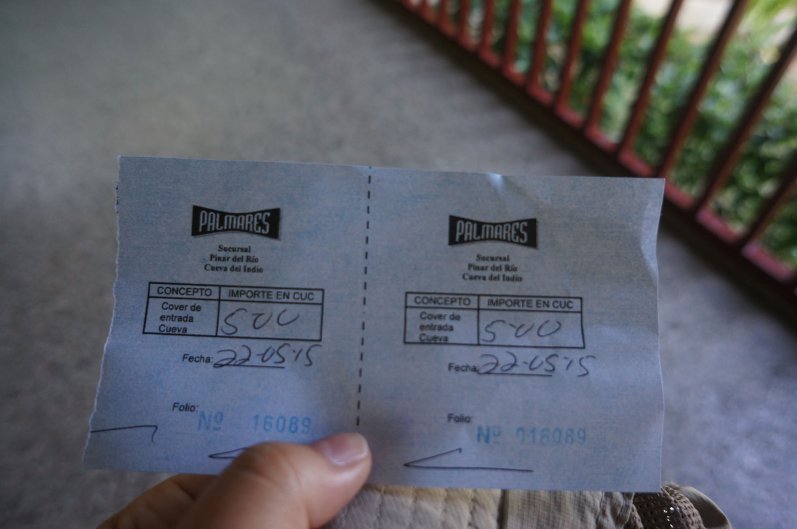 PALMARES
Sucursal
Pinar del Río
Cueva del Indio
CONCEPTO IMPORTE EN CUC
Cover de entrada Cueva 5-00
Fecha: 22-05-15
Folio:
Nº 16089
PALMARES
Sucursal
Pinar del Río
Cueva del Indio
CONCEPTO IMPORTE EN CUC
Cover de entrada Cueva 5-00
Fecha: 22-05-15
Folio:
Nº 016089